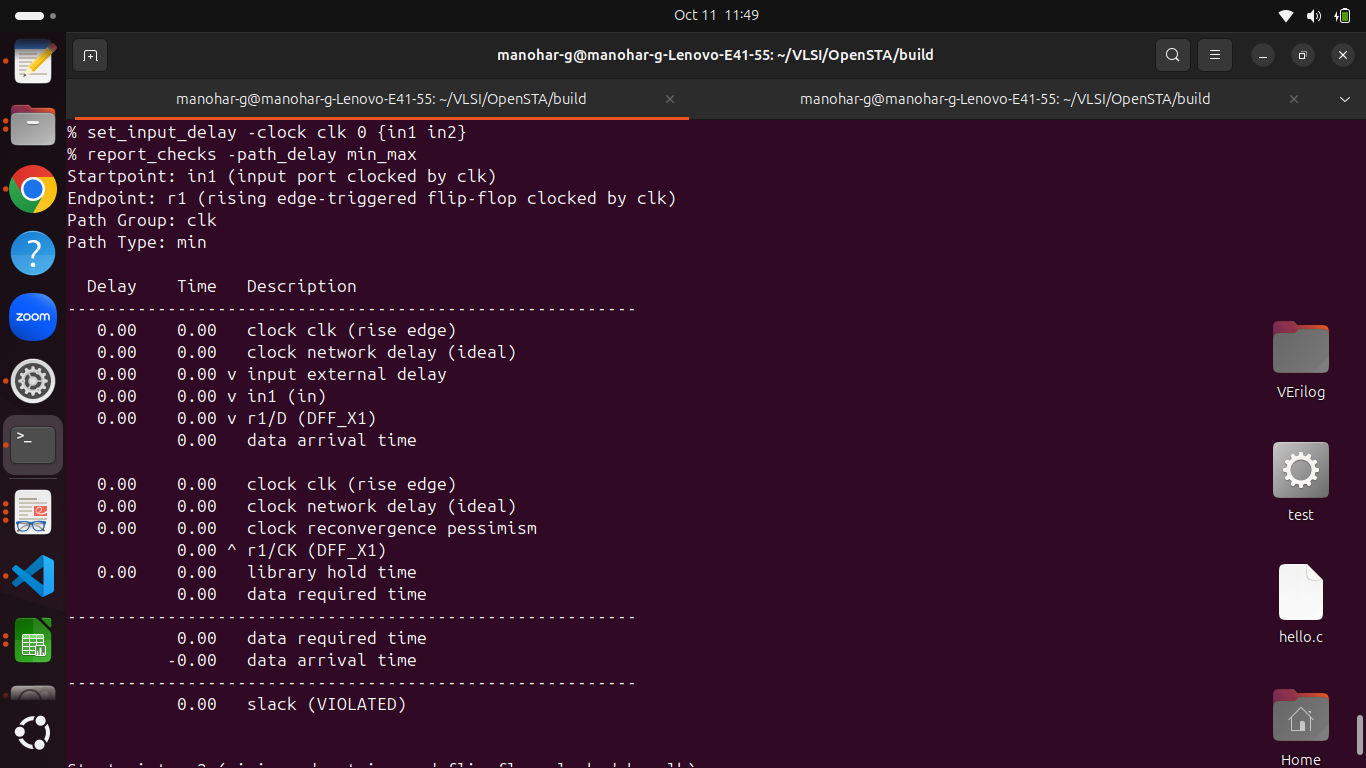 Oct 11 11:49
manohar-g@manohar-g-Lenovo-E41-55: ~/VLSI/OpenSTA/build
manohar-g@manohar-g-Lenovo-E41-55: ~/VLSI/OpenSTA/build
manohar-g@manohar-g-Lenovo-E41-55: ~/VLSI/OpenSTA/build
% set_input_delay -clock clk 0 {in1 in2}
% report_checks -path_delay min_max
Startpoint: in1 (input port clocked by clk)
Endpoint: r1 (rising edge-triggered flip-flop clocked by clk)
Path Group: clk
Path Type: min
Delay Time Description
---------------------------------------------------------
0.00 0.00 clock clk (rise edge)
0.00 0.00 clock network delay (ideal)
0.00 0.00 v input external delay
0.00 0.00 v in1 (in)
0.00 0.00 v r1/D (DFF_X1)
0.00 data arrival time
0.00 0.00 clock clk (rise edge)
0.00 0.00 clock network delay (ideal)
0.00 0.00 clock reconvergence pessimism
0.00 ^ r1/CK (DFF_X1)
0.00 0.00 library hold time
0.00 data required time
---------------------------------------------------------
0.00 data required time
-0.00 data arrival time
---------------------------------------------------------
0.00 slack (VIOLATED)
zoom
VErilog
test
hello.c
Home